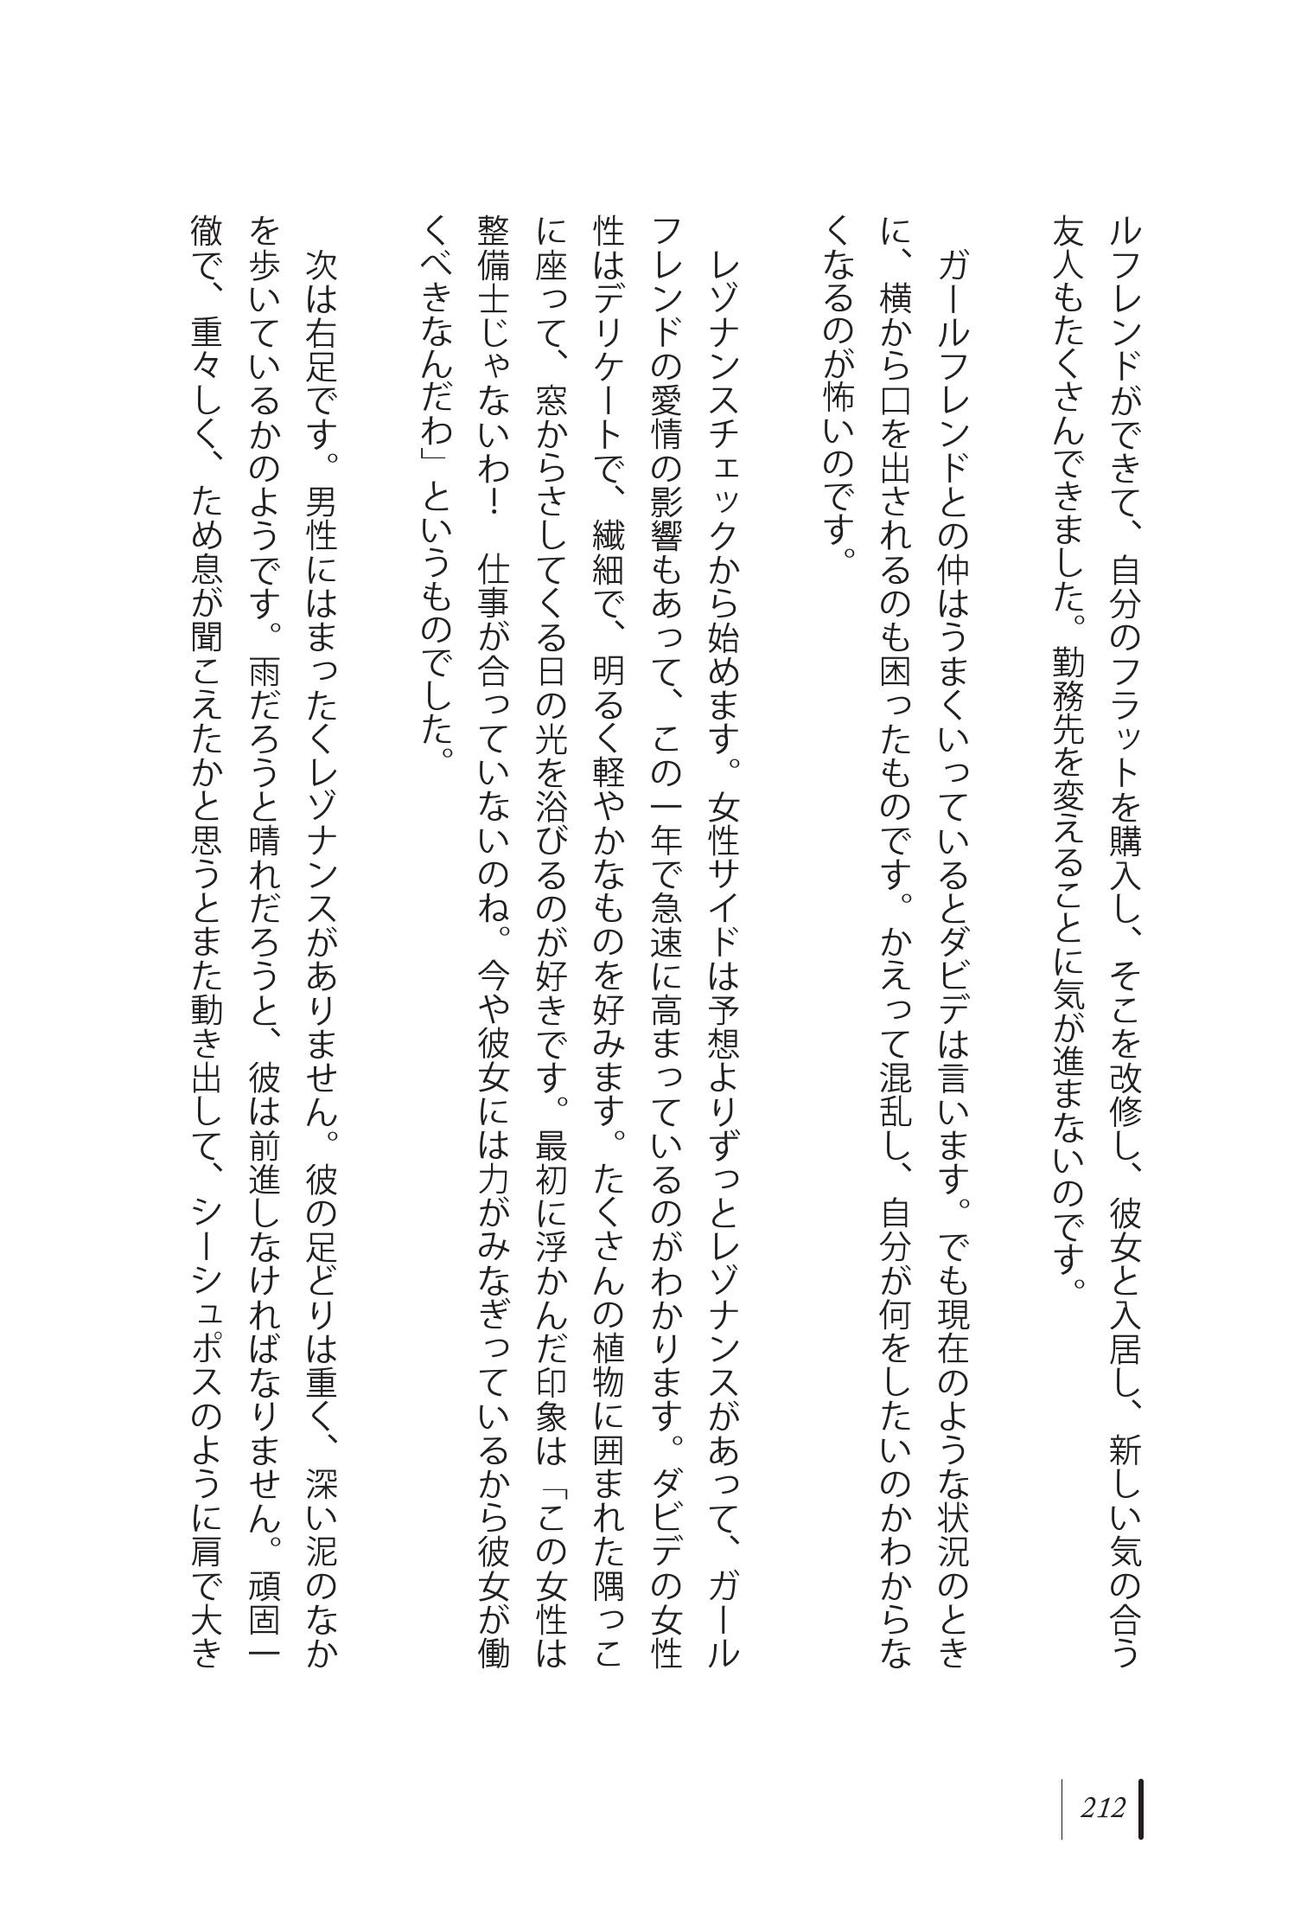 ルフレンドができて、自分のフラットを購入し、そこを改修し、彼女と入居し、新しい気の合う
友人もたくさんできました。勤務先を変えることに気が進まないのです。
　ガールフレンドとの仲はうまくいっているとダビデは言います。でも現在のような状況のとき
に、横から口を出されるのも困ったものです。かえって混乱し、自分が何をしたいのかわからな
くなるのが怖いのです。
　レゾナンスチェックから始めます。女性サイドは予想よりずっとレゾナンスがあって、ガール
フレンドの愛情の影響もあって、この一年で急速に高まっているのがわかります。ダビデの女性
性はデリケートで、繊細で、明るく軽やかなものを好みます。たくさんの植物に囲まれた隅っこ
に座って、窓からさしてくる日の光を浴びるのが好きです。最初に浮かんだ印象は「この女性は
整備士じゃないわ！　仕事が合っていないのね。今や彼女には力がみなぎっているから彼女が働
くべきなんだわ」というものでした。
　次は右足です。男性にはまったくレゾナンスがありません。彼の足どりは重く、深い泥のなか
を歩いているかのようです。雨だろうと晴れだろうと、彼は前進しなければなりません。頑固一
徹で、重々しく、ため息が聞こえたかと思うとまた動き出して、シーシュポスのように肩で大き
212